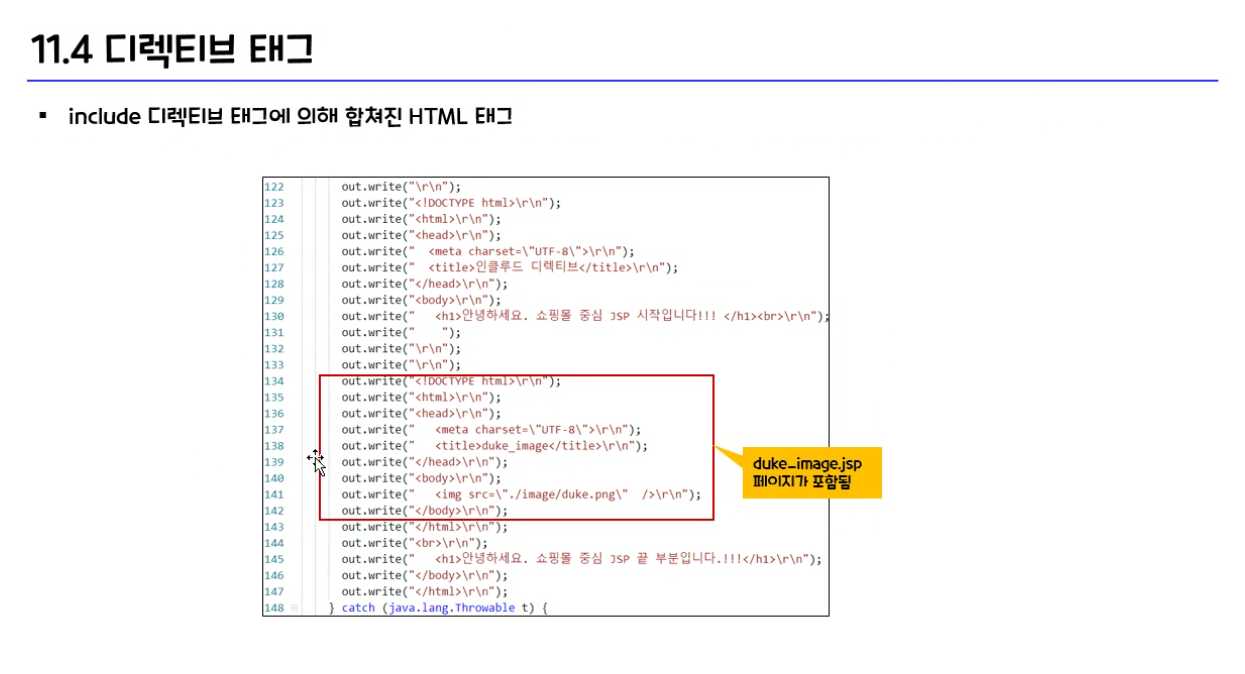 11.4 디렉티브 태그
▪ include 디렉티브 태그에 의해 합쳐진 HTML 태그
122 out.write("\r\n");
123 out.write("<!DOCTYPE html>\r\n");
124 out.write("<html>\r\n");
125 out.write("<head>\r\n");
126 out.write("  <meta charset=\"UTF-8\">\r\n");
127 out.write("  <title>인클루드 디렉티브</title>\r\n");
128 out.write("</head>\r\n");
129 out.write("<body>\r\n");
130 out.write("   <h1>안녕하세요. 쇼핑몰 중심 JSP 시작입니다!!! </h1><br>\r\n");
131 out.write("    ");
132 out.write("\r\n");
133 out.write("\r\n");
134 out.write("<!DOCTYPE html>\r\n");
135 out.write("<html>\r\n");
136 out.write("<head>\r\n");
137 out.write("   <meta charset=\"UTF-8\">\r\n");
138 out.write("   <title>duke_image</title>\r\n");
139 out.write("</head>\r\n");
140 out.write("<body>\r\n");
141 out.write("   <img src=\"./image/duke.png\"  />\r\n");
142 out.write("</body>\r\n");
143 out.write("</html>\r\n");
144 out.write("<br>\r\n");
145 out.write("   <h1>안녕하세요. 쇼핑몰 중심 JSP 끝 부분입니다.!!!</h1>\r\n");
146 out.write("</body>\r\n");
147 out.write("</html>\r\n");
148 } catch (java.lang.Throwable t) {
duke_image.jsp
페이지가 포함됨